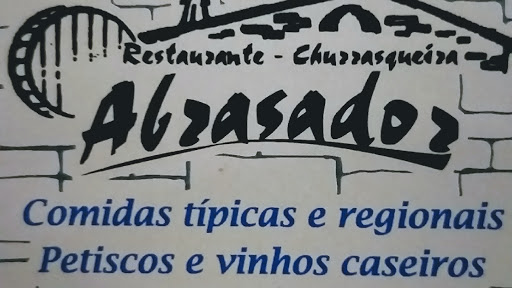 Restaurante - Churrasqueira
Abrasador
Comidas típicas e regionais
Petiscos e vinhos caseiros